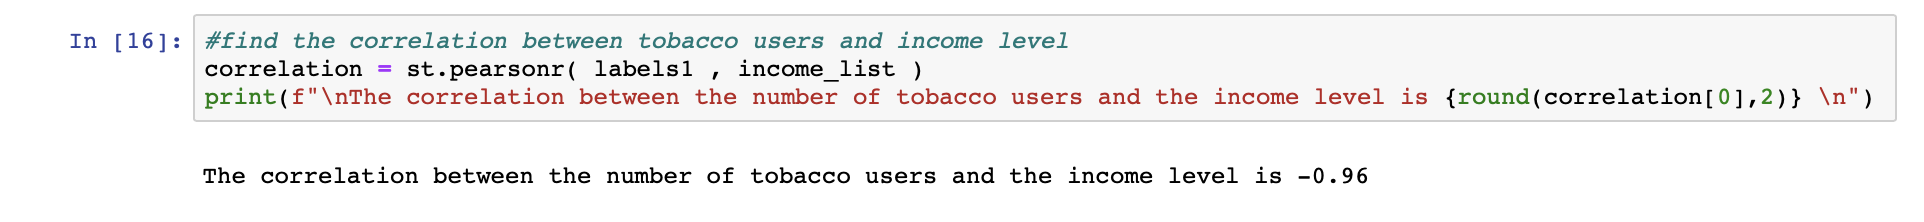 In [16]: #find the correlation between tobacco users and income level
correlation = st.pearsonr( labels1 , income_list )
print(f"\nThe correlation between the number of tobacco users and the income level is {round(correlation[0],2)} \n")
The correlation between the number of tobacco users and the income level is -0.96